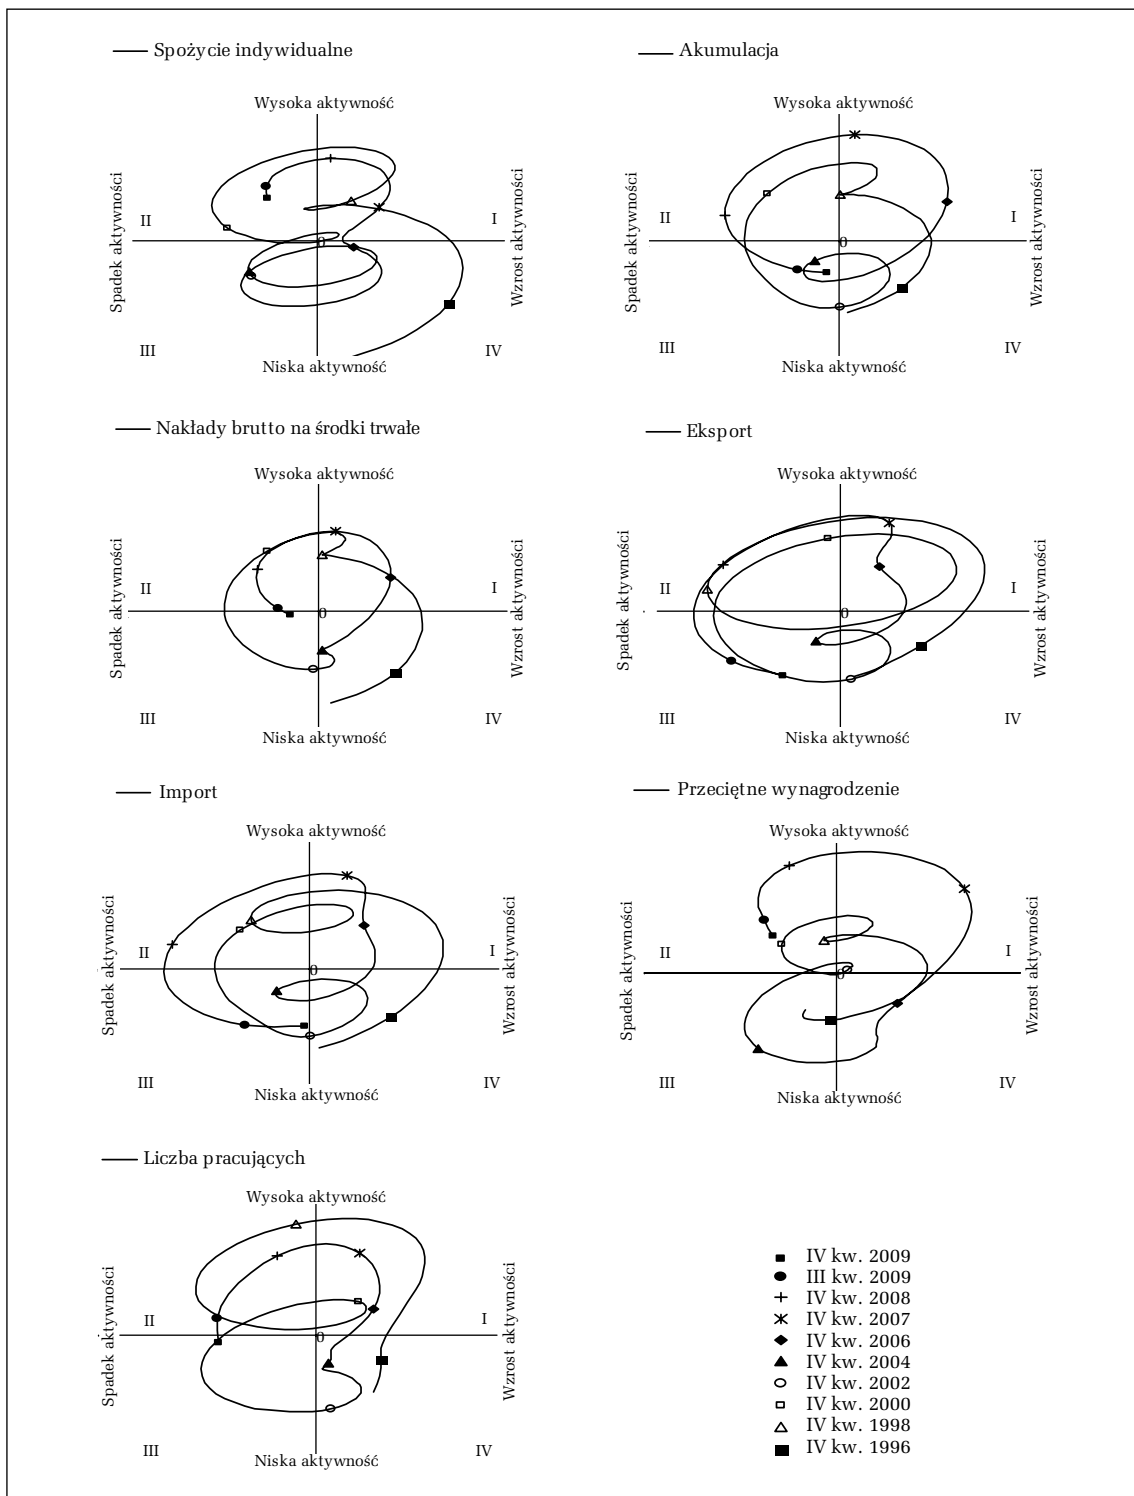 Spożycie indywidualne
Wysoka aktywność
Spadek aktywności
Wzrost aktywności
II
I
0
III
IV
Niska aktywność
Akumulacja
Wysoka aktywność
Spadek aktywności
Wzrost aktywności
II
I
0
III
IV
Niska aktywność
Nakłady brutto na środki trwałe
Wysoka aktywność
Spadek aktywności
Wzrost aktywności
II
I
0
III
IV
Niska aktywność
Eksport
Wysoka aktywność
Spadek aktywności
Wzrost aktywności
II
I
0
III
IV
Niska aktywność
Import
Wysoka aktywność
Spadek aktywności
Wzrost aktywności
II
I
0
III
IV
Niska aktywność
Przeciętne wynagrodzenie
Wysoka aktywność
Spadek aktywności
Wzrost aktywności
II
I
0
III
IV
Niska aktywność
Liczba pracujących
Wysoka aktywność
Spadek aktywności
Wzrost aktywności
II
I
0
III
IV
Niska aktywność
IV kw. 2009
III kw. 2009
IV kw. 2008
IV kw. 2007
IV kw. 2006
IV kw. 2004
IV kw. 2002
IV kw. 2000
IV kw. 1998
IV kw. 1996